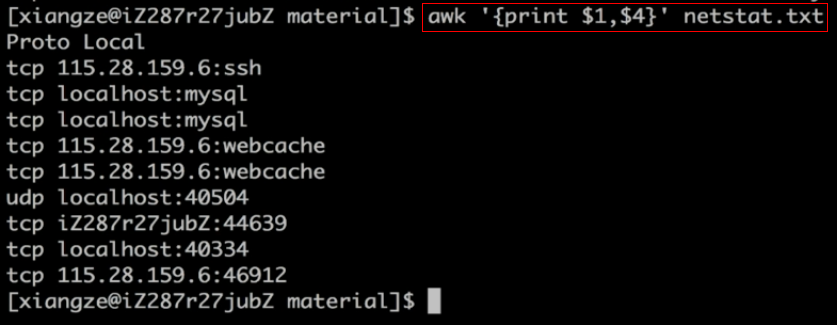 [xiangze@iZ287r27jubZ material]$ awk '{print $1,$4}' netstat.txt
Proto Local
tcp 115.28.159.6:ssh
tcp localhost:mysql
tcp localhost:mysql
tcp 115.28.159.6:webcache
tcp 115.28.159.6:webcache
udp localhost:40504
tcp iZ287r27jubZ:44639
tcp localhost:40334
tcp 115.28.159.6:46912
[xiangze@iZ287r27jubZ material]$